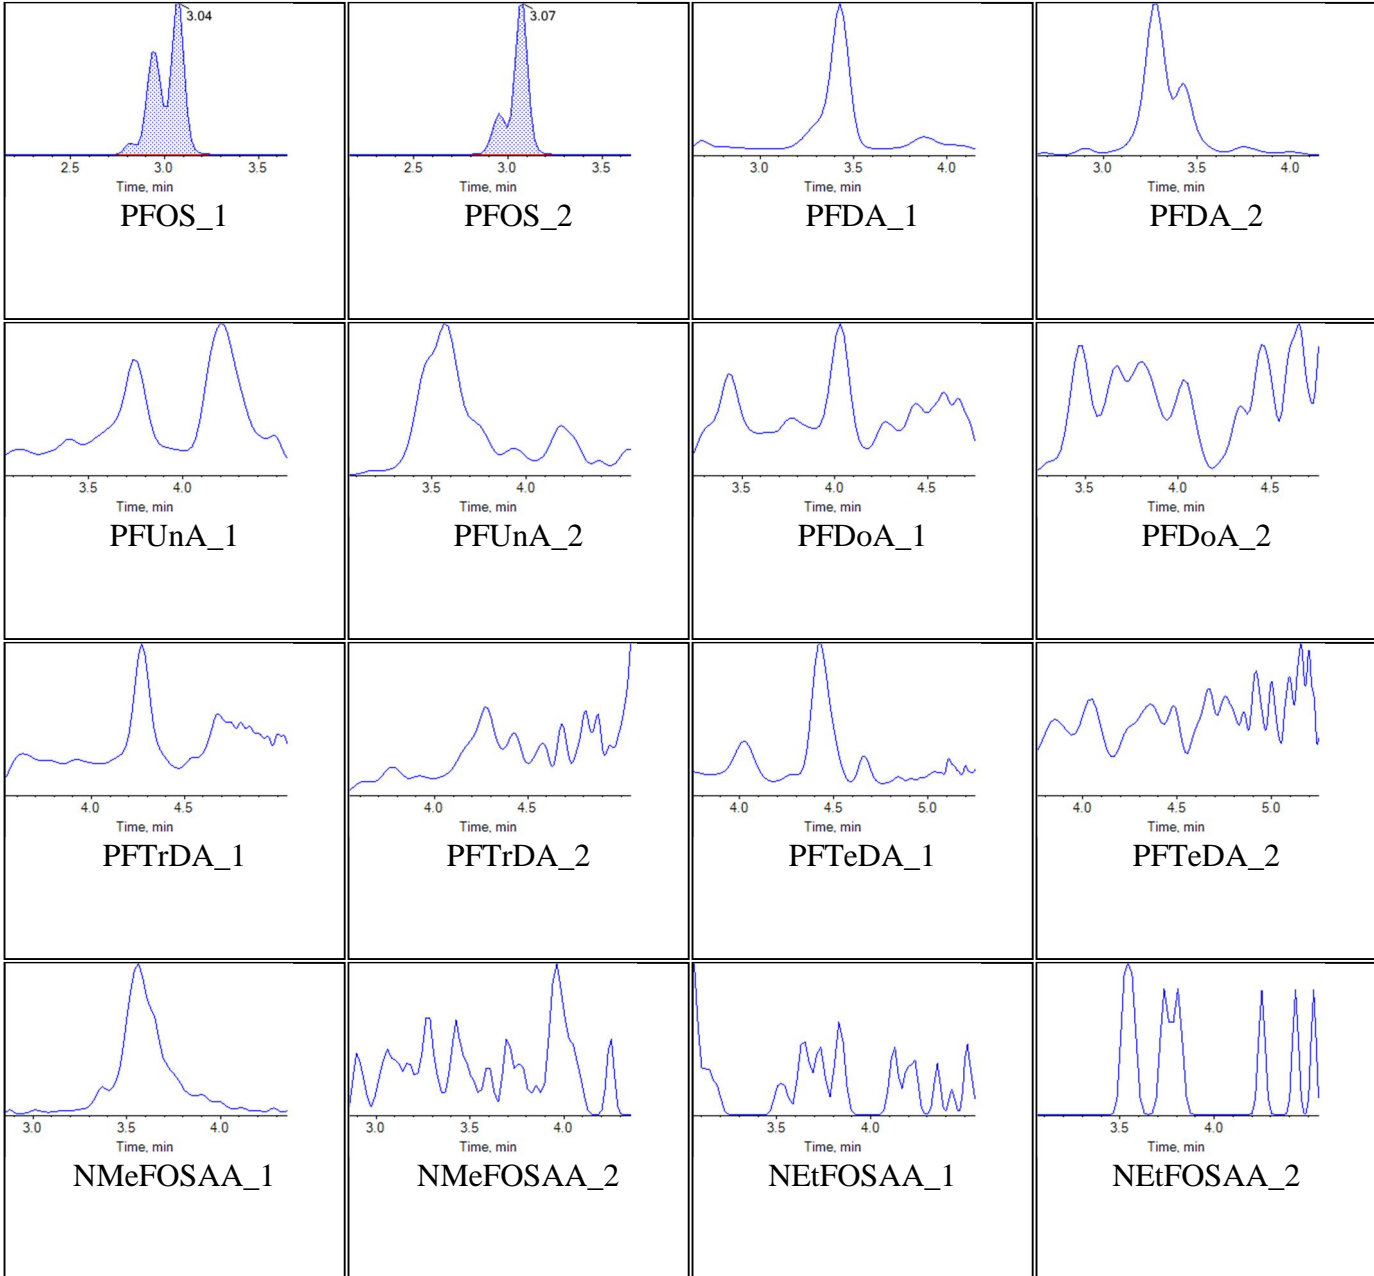 3.04 3.07
2.5 3.0 3.5 2.5 3.0 3.5 3.0 3.5 4.0 3.0 3.5 4.0
Time, min Time, min Time, min Time, min
PFOS_1 PFOS_2 PFDA_1 PFDA_2
3.5 4.0 3.5 4.0 3.5 4.0 4.5 3.5 4.0 4.5
Time, min Time, min Time, min Time, min
PFUnA_1 PFUnA_2 PFDoA_1 PFDoA_2
4.0 4.5 4.0 4.5 4.0 4.5 5.0 4.0 4.5 5.0
Time, min Time, min Time, min Time, min
PFTrDA_1 PFTrDA_2 PFTeDA_1 PFTeDA_2
3.0 3.5 4.0 3.0 3.5 4.0 3.5 4.0 3.5 4.0
Time, min Time, min Time, min Time, min
NMeFOSAA_1 NMeFOSAA_2 NEtFOSAA_1 NEtFOSAA_2